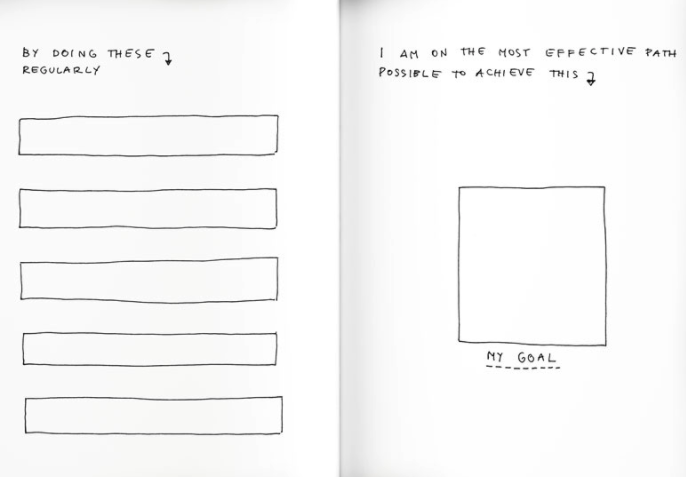 BY DOING THESE
REGULARLY
I AM ON THE MOST EFFECTIVE PATH
POSSIBLE TO ACHIEVE THIS
MY GOAL